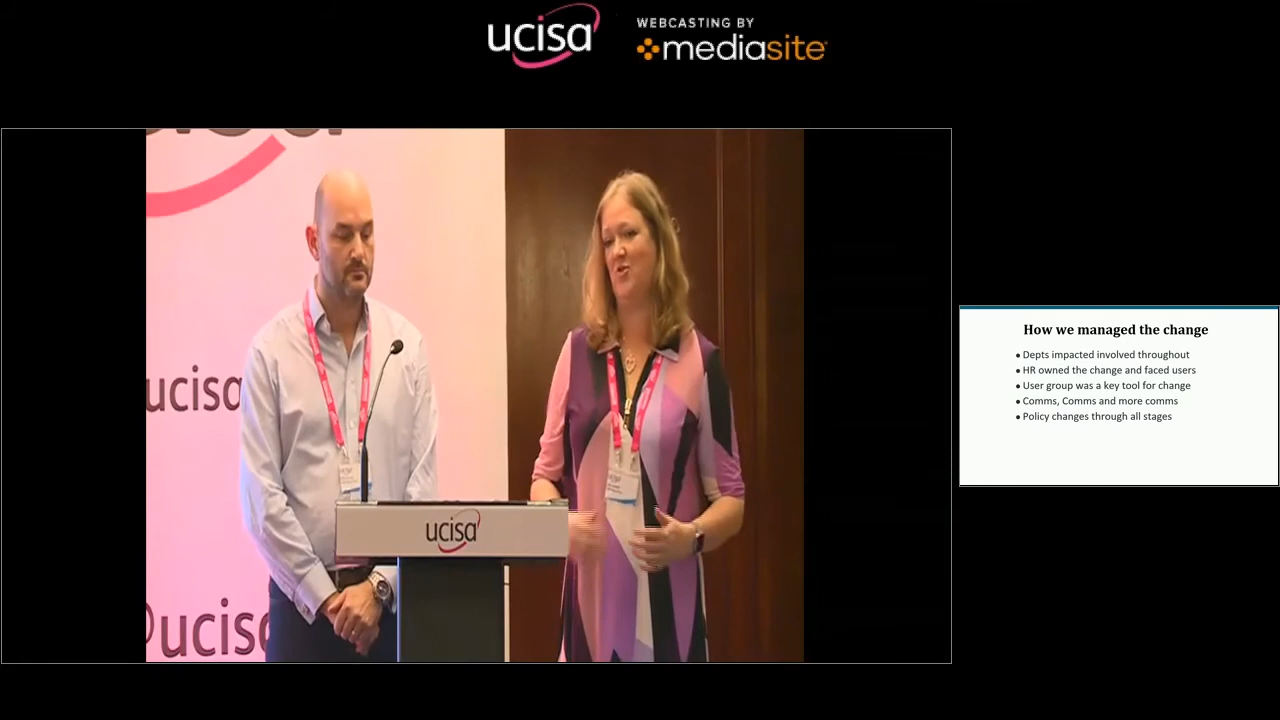 ucisa
WEBCASTING BY
mediasite
ucisa
@ucisa
ucisa
How we managed the change
• Depts impacted involved throughout
• HR owned the change and faced users
• User group was a key tool for change
• Comms, Comms and more comms
• Policy changes through all stages